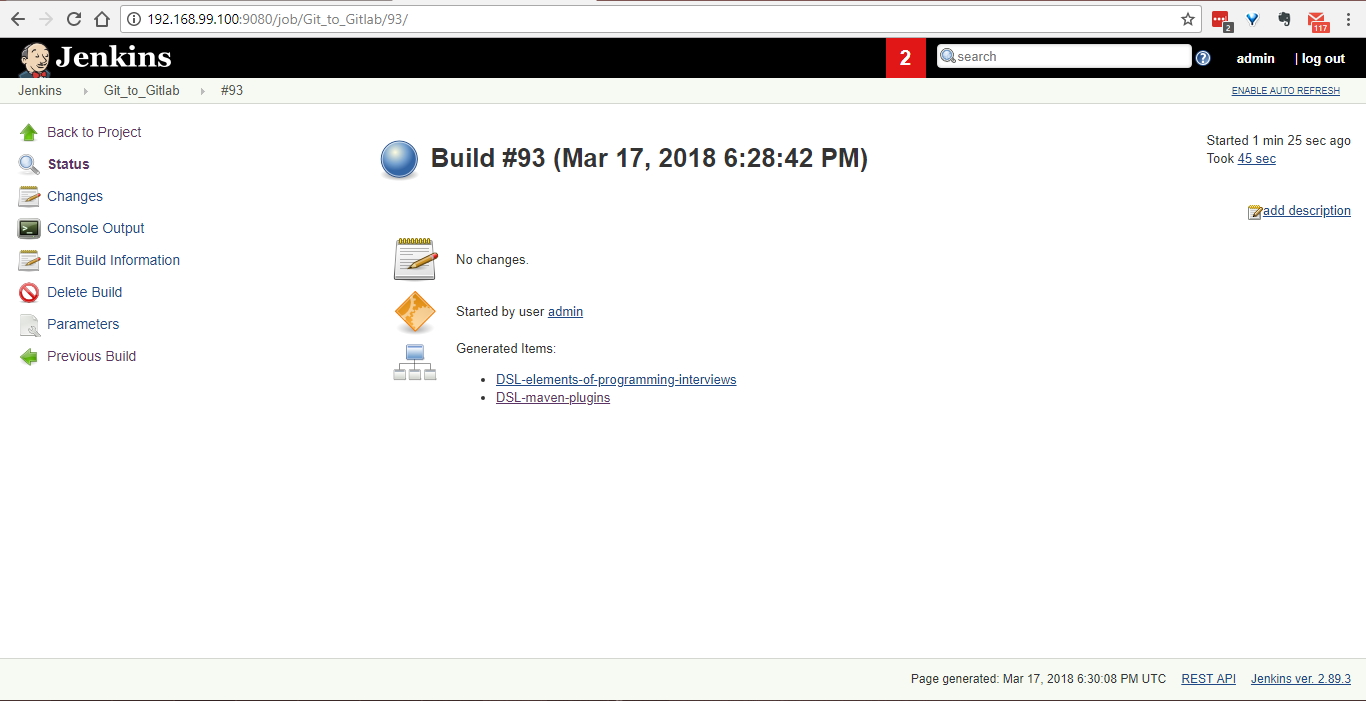 192.168.99.100:9080/job/Git_to_Gitlab/93/
2
117
Jenkins
2
search
admin
| log out
Jenkins
Git_to_Gitlab
#93
ENABLE AUTO REFRESH
Back to Project
Status
Changes
Console Output
Edit Build Information
Delete Build
Parameters
Previous Build
Build #93 (Mar 17, 2018 6:28:42 PM)
Started 1 min 25 sec ago
Took 45 sec
add description
No changes.
Started by user admin
Generated Items:
• DSL-elements-of-programming-interviews
• DSL-maven-plugins
Page generated: Mar 17, 2018 6:30:08 PM UTC
REST API
Jenkins ver. 2.89.3